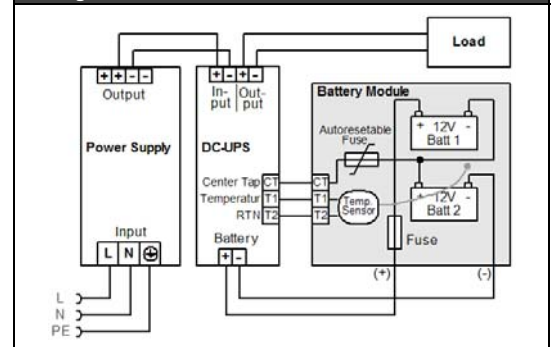 Load
+ + - -
Output
+ - + -
In-
put
Out-
put
Battery Module
+ 12V -
Batt 1
Autoresetable
Fuse
Power Supply
DC-UPS
Center Tap CT
CT
Temperatur T1
T1
RTN T2
T2
Temp.
Sensor
+ 12V -
Batt 2
Input
L N
Battery
+ -
Fuse
(+)
(-)
L
N
PE